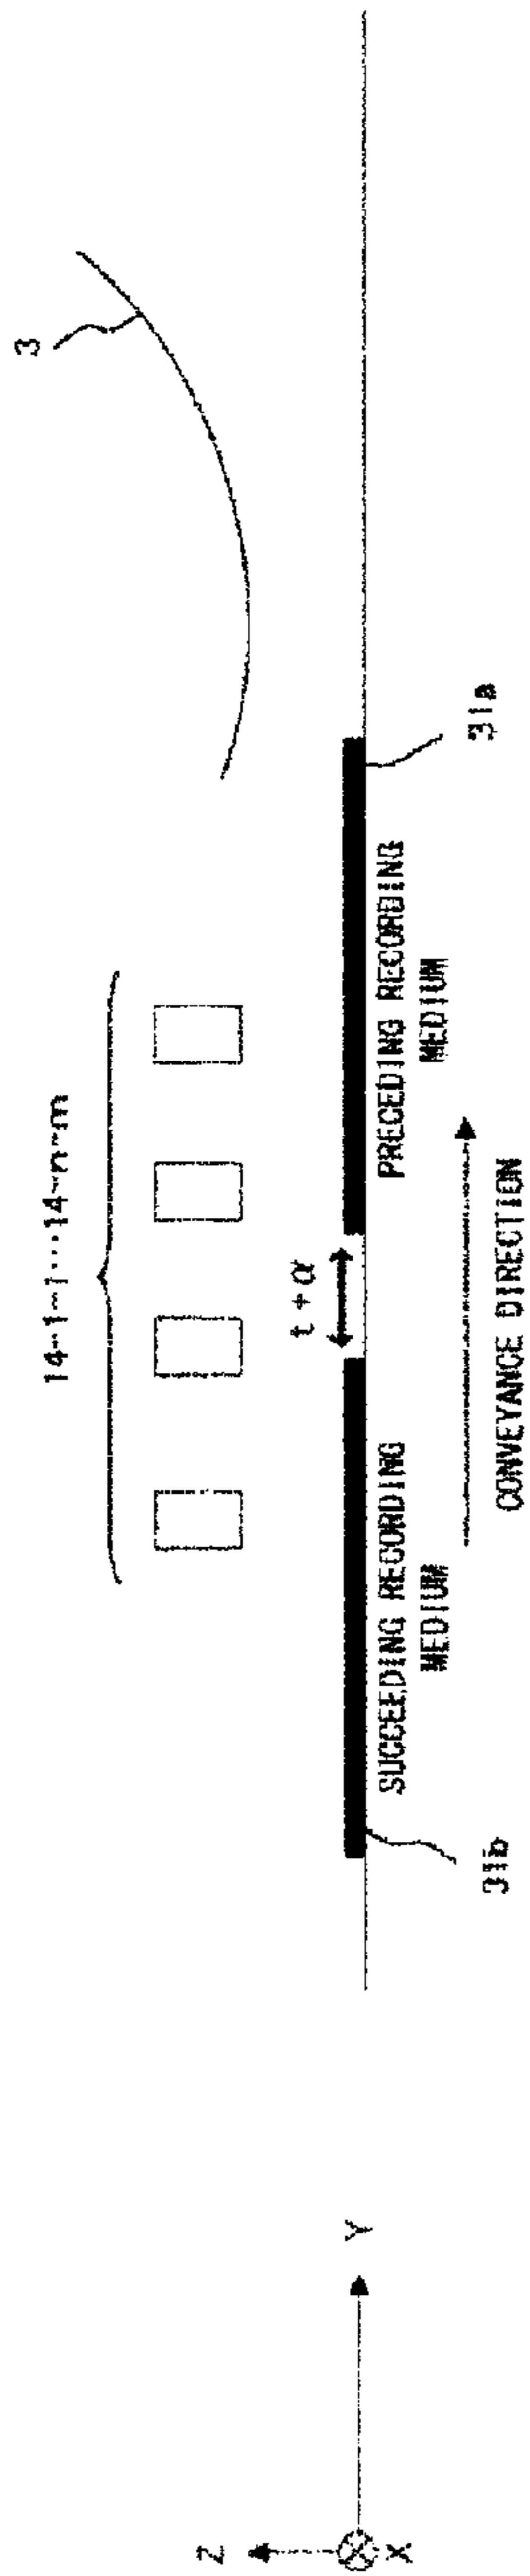 3
14-1-1…14-n-m
t+α
31a
PRECEDING RECORDING
MEDIUM
SUCCEEDING RECORDING
MEDIUM
31b
CONVEYANCE DIRECTION
Z
Y
X